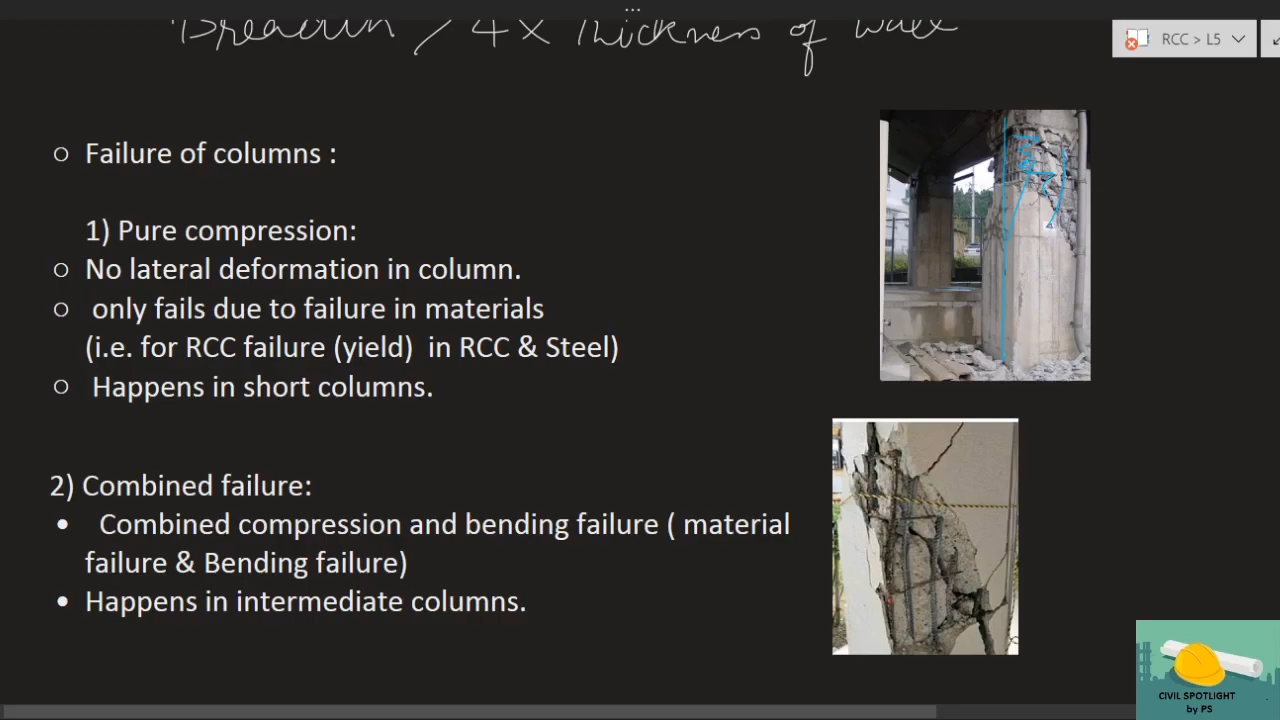 Breadth / 4 X Thickness of wall
RCC > L5
Failure of columns :
1) Pure compression:
No lateral deformation in column.
only fails due to failure in materials
(i.e. for RCC failure (yield) in RCC & Steel)
Happens in short columns.
2) Combined failure:
Combined compression and bending failure ( material
failure & Bending failure)
Happens in intermediate columns.
CIVIL SPOTLIGHT
by PS